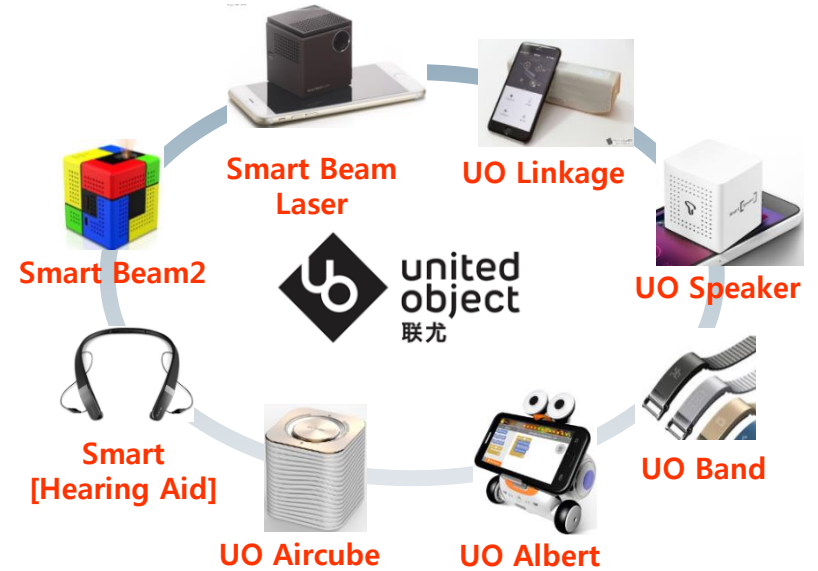 Smart Beam
Laser
UO Linkage
Smart Beam2
UO Speaker
UO
united
object
联尤
Smart
[Hearing Aid]
UO Band
UO Aircube
UO Albert